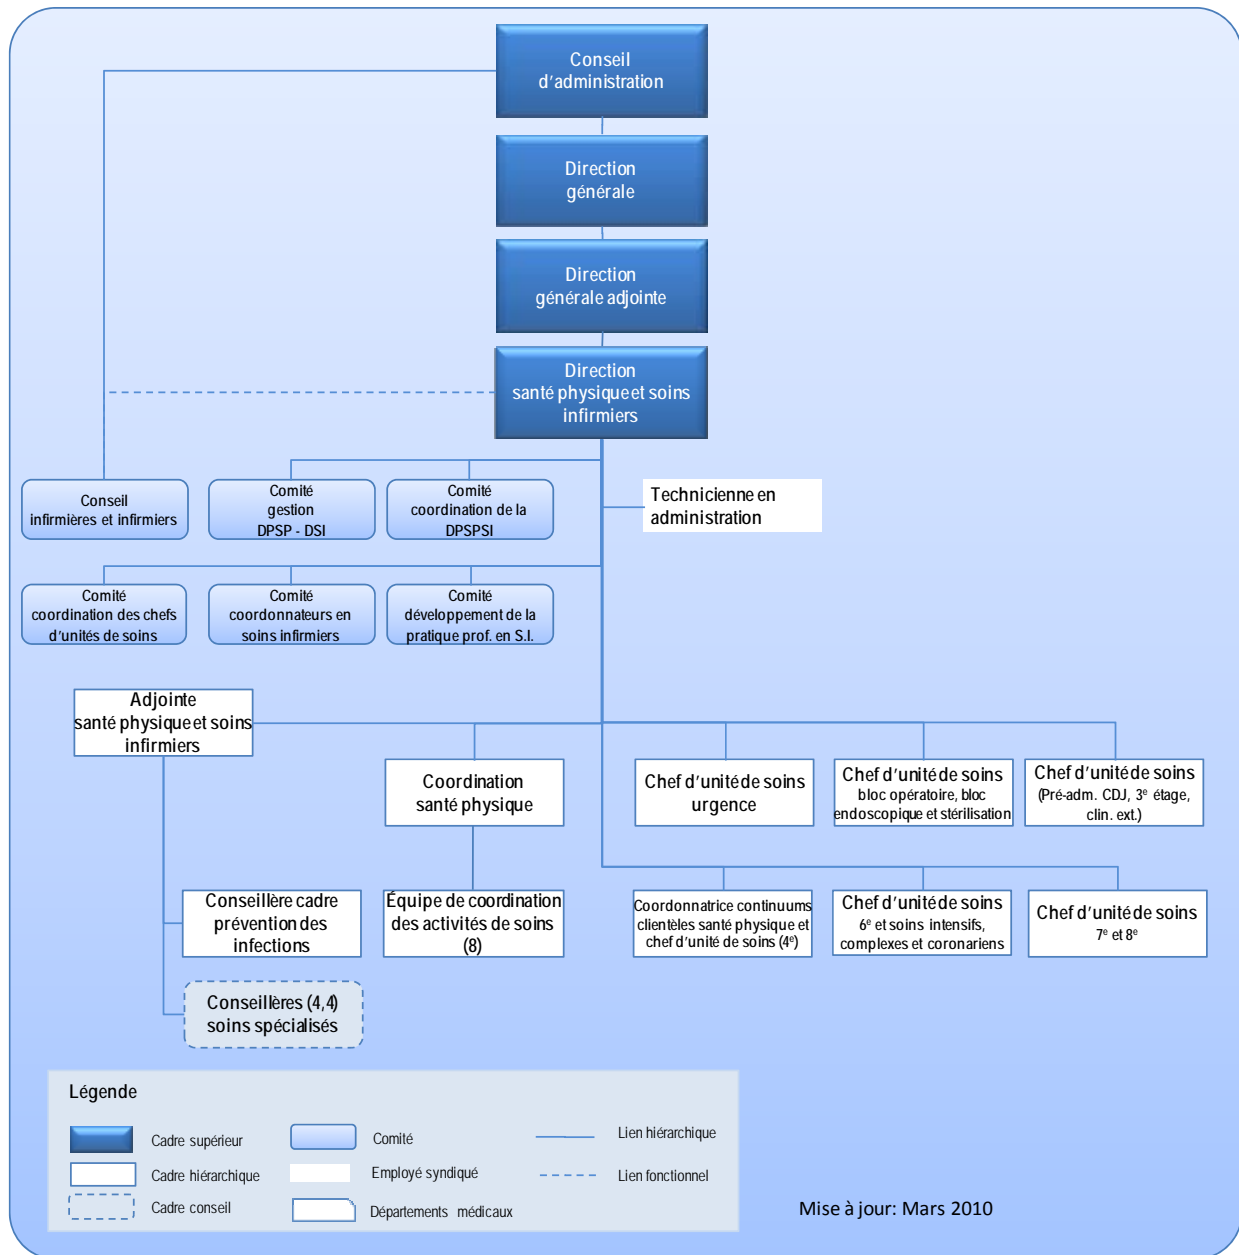 Conseil
d'administration
Direction
générale
Direction
générale adjointe
Direction
santé physique et soins
infirmiers
Conseil
infirmières et infirmiers
Comité
gestion
DPSP - DSI
Comité
coordination de la
DPSPSI
Technicienne en
administration
Comité
coordination des chefs
d'unités de soins
Comité
coordonnateurs en
soins infirmiers
Comité
développement de la
pratique prof. en S.I.
Adjointe
santé physique et soins
infirmiers
Coordination
santé physique
Chef d'unité de soins
urgence
Chef d'unité de soins
bloc opératoire, bloc
endoscopique et stérilisation
Chef d'unité de soins
(Pré-adm. CDJ, 3e étage,
clin. ext.)
Conseillère cadre
prévention des
infections
Équipe de coordination
des activités de soins
(8)
Coordonnatrice continuums
clientèles santé physique et
chef d'unité de soins (4e)
Chef d'unité de soins
6e et soins intensifs,
complexes et coronariens
Chef d'unité de soins
7e et 8e
Conseillères (4,4)
soins spécialisés
Légende
Cadre supérieur
Comité
Lien hiérarchique
Cadre hiérarchique
Employé syndiqué
Lien fonctionnel
Cadre conseil
Départements médicaux
Mise à jour: Mars 2010